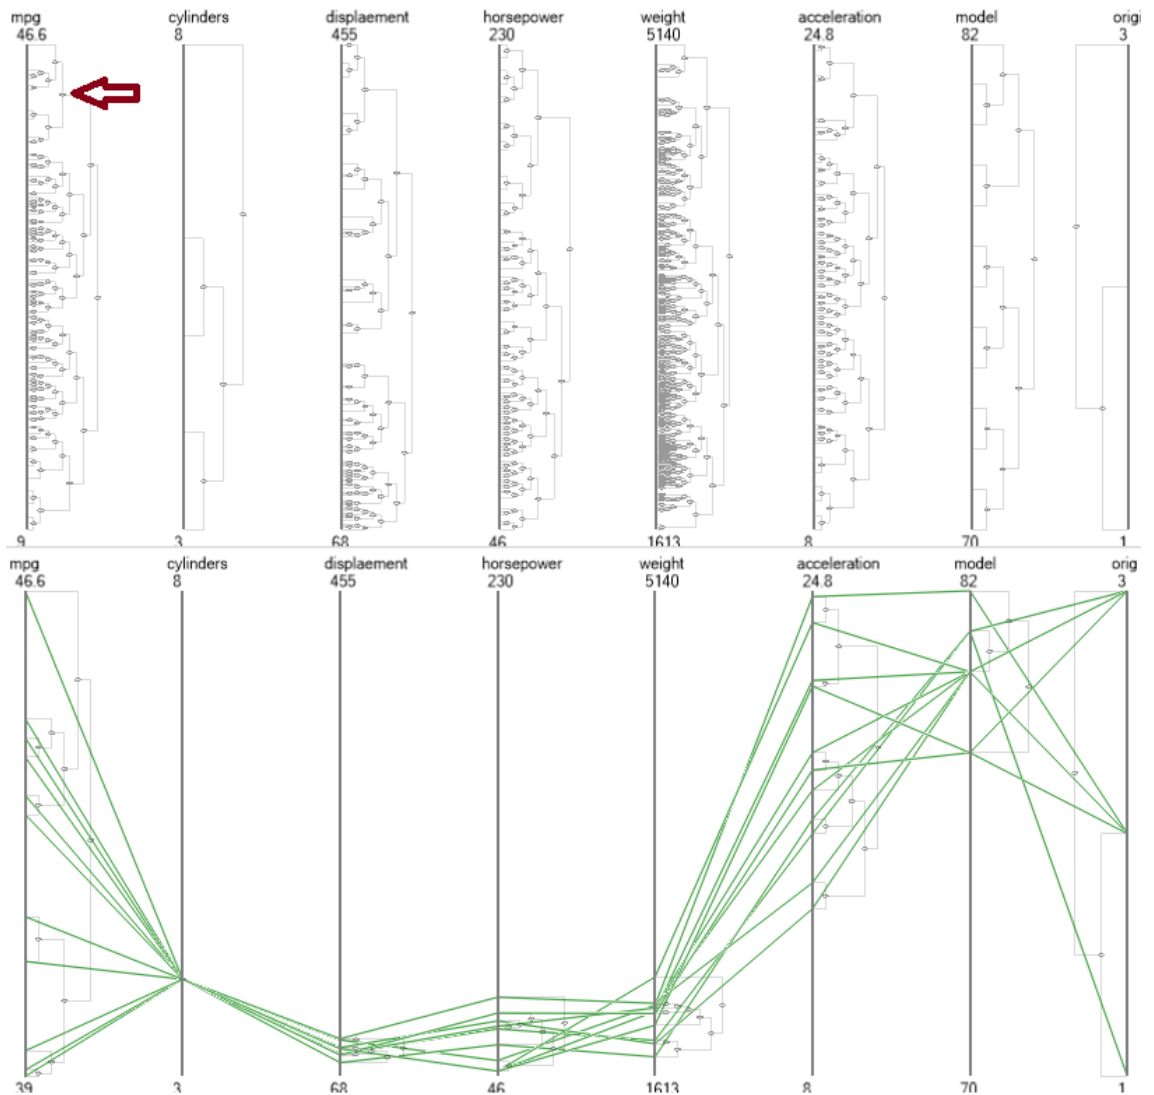 mpg cylinders displaement horsepower weight acceleration model origi
46.6 8 455 230 5140 24.8 82 3
9 3 68 46 1613 8 70 1
mpg cylinders displaement horsepower weight acceleration model orig
46.6 8 455 230 5140 24.8 82 3
39 3 68 46 1613 8 70 1